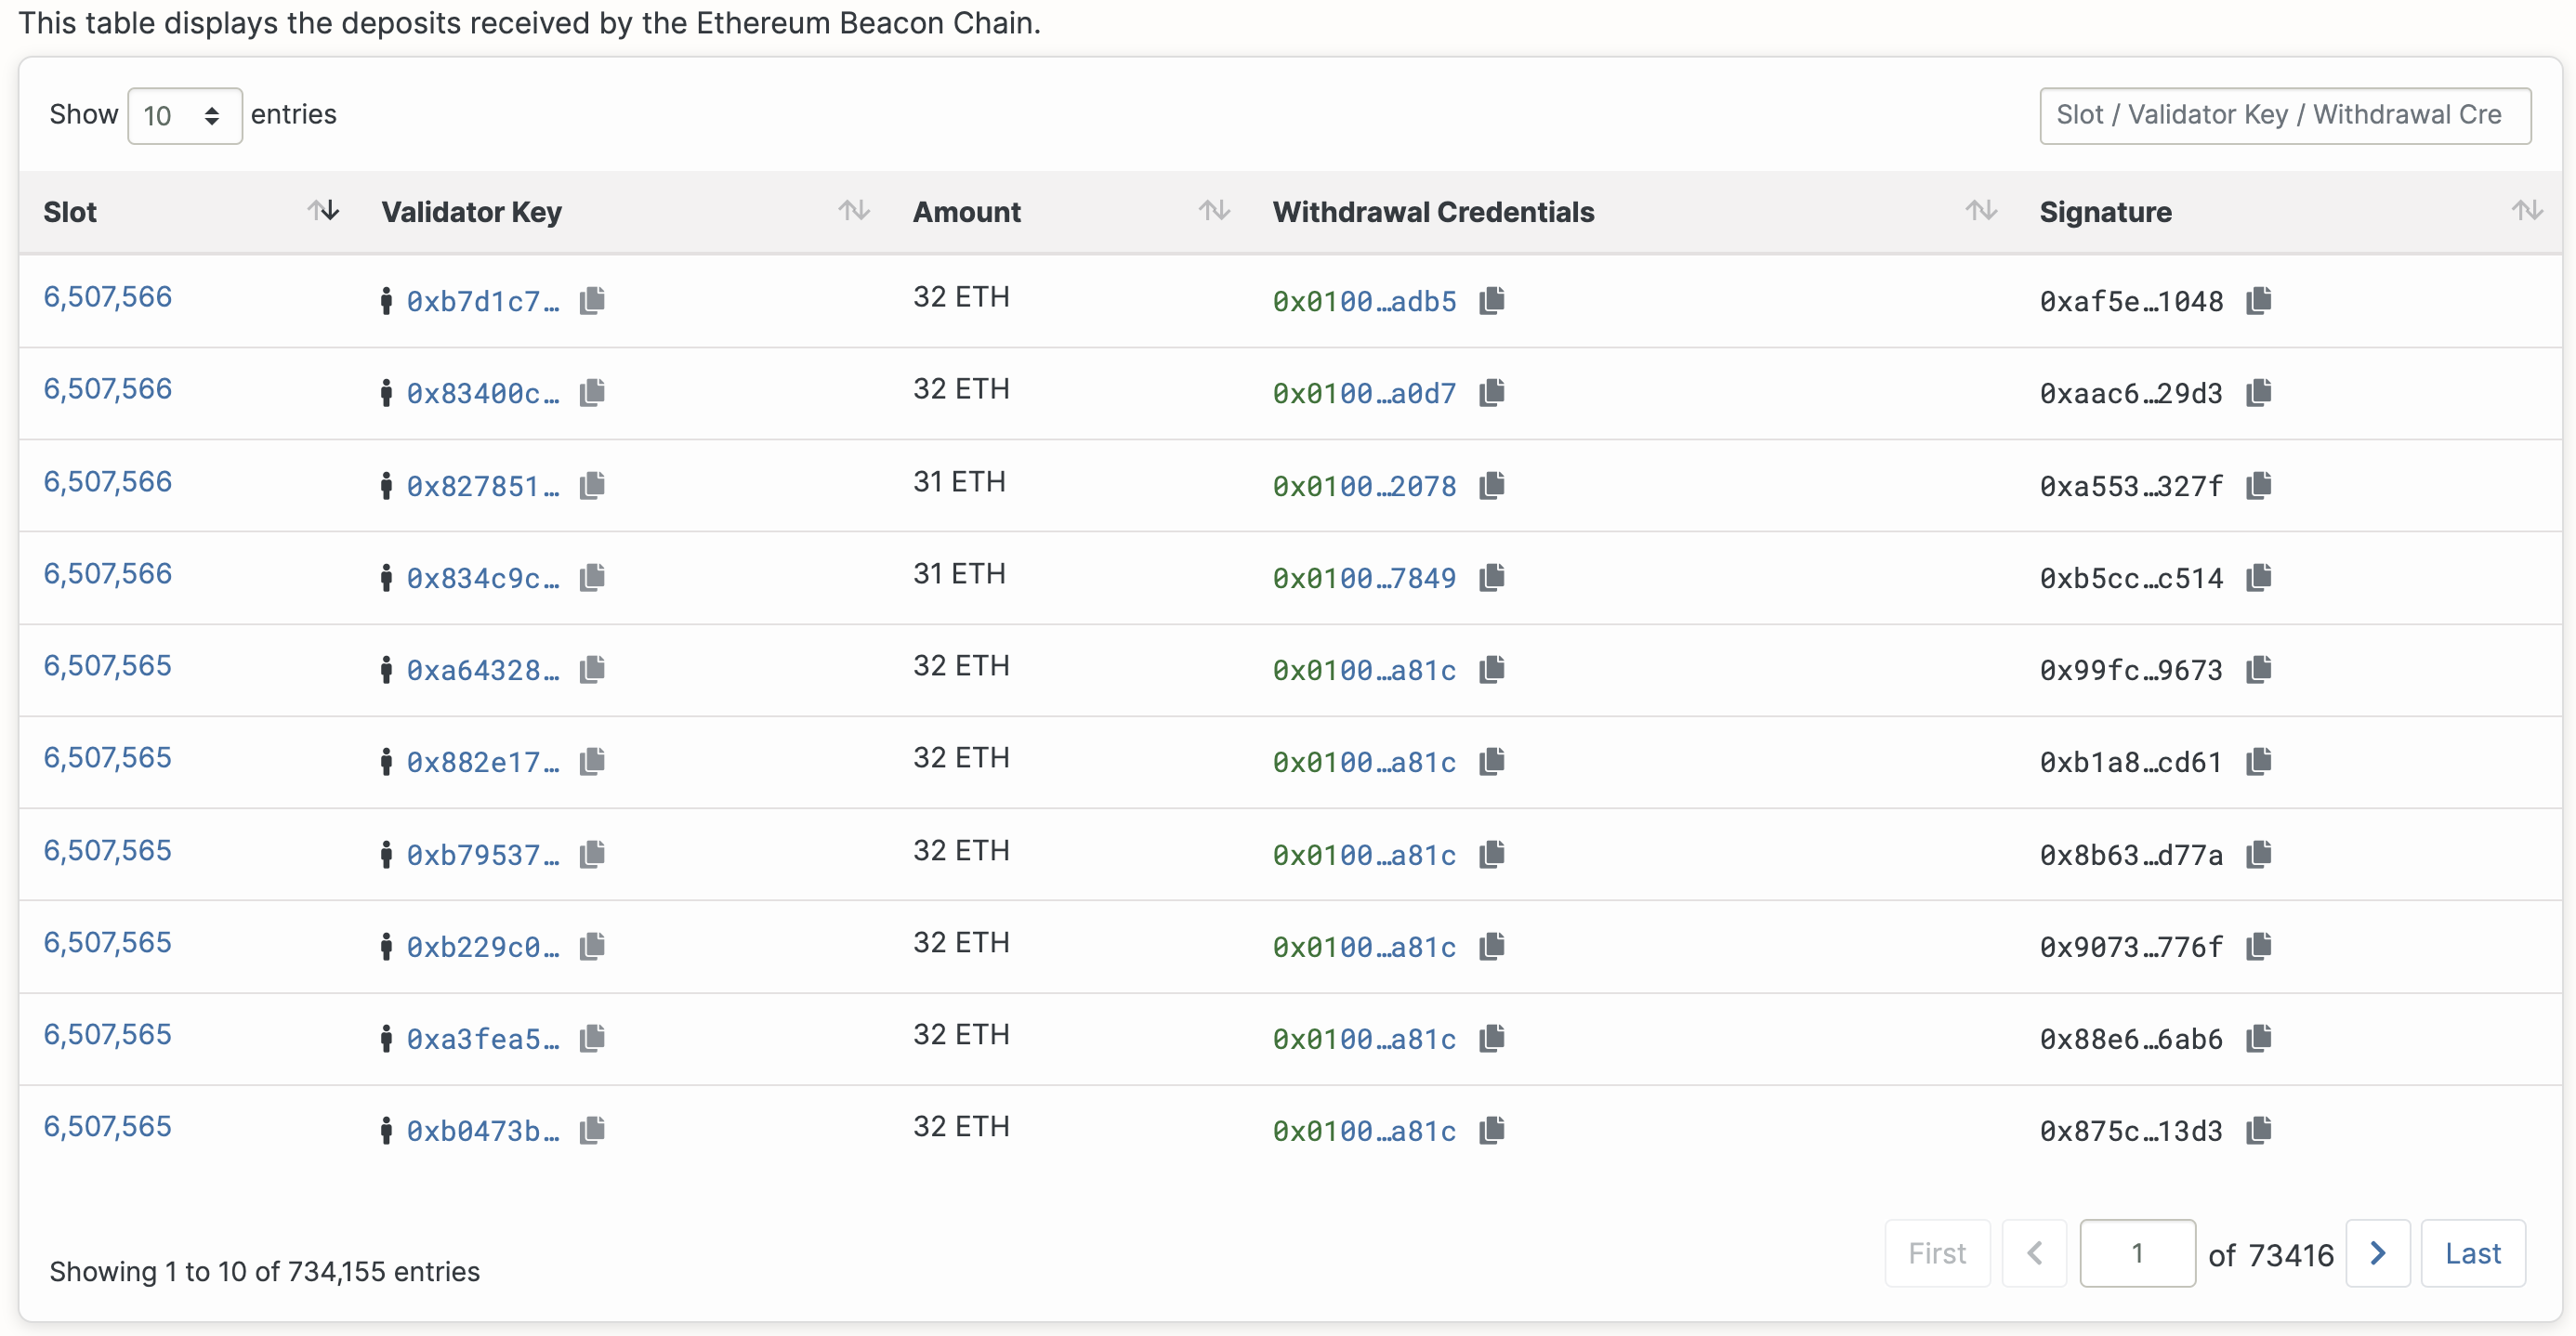 This table displays the deposits received by the Ethereum Beacon Chain.
Show 10 entries Slot / Validator Key / Withdrawal Cre
Slot Validator Key Amount Withdrawal Credentials Signature
6,507,566 0xb7d1c7… 32 ETH 0x0100…adb5 0xaf5e…1048
6,507,566 0x83400c… 32 ETH 0x0100…a0d7 0xaac6…29d3
6,507,566 0x827851… 31 ETH 0x0100…2078 0xa553…327f
6,507,566 0x834c9c… 31 ETH 0x0100…7849 0xb5cc…c514
6,507,565 0xa64328… 32 ETH 0x0100…a81c 0x99fc…9673
6,507,565 0x882e17… 32 ETH 0x0100…a81c 0xb1a8…cd61
6,507,565 0xb79537… 32 ETH 0x0100…a81c 0x8b63…d77a
6,507,565 0xb229c0… 32 ETH 0x0100…a81c 0x9073…776f
6,507,565 0xa3fea5… 32 ETH 0x0100…a81c 0x88e6…6ab6
6,507,565 0xb0473b… 32 ETH 0x0100…a81c 0x875c…13d3
Showing 1 to 10 of 734,155 entries First 1 of 73416 Last